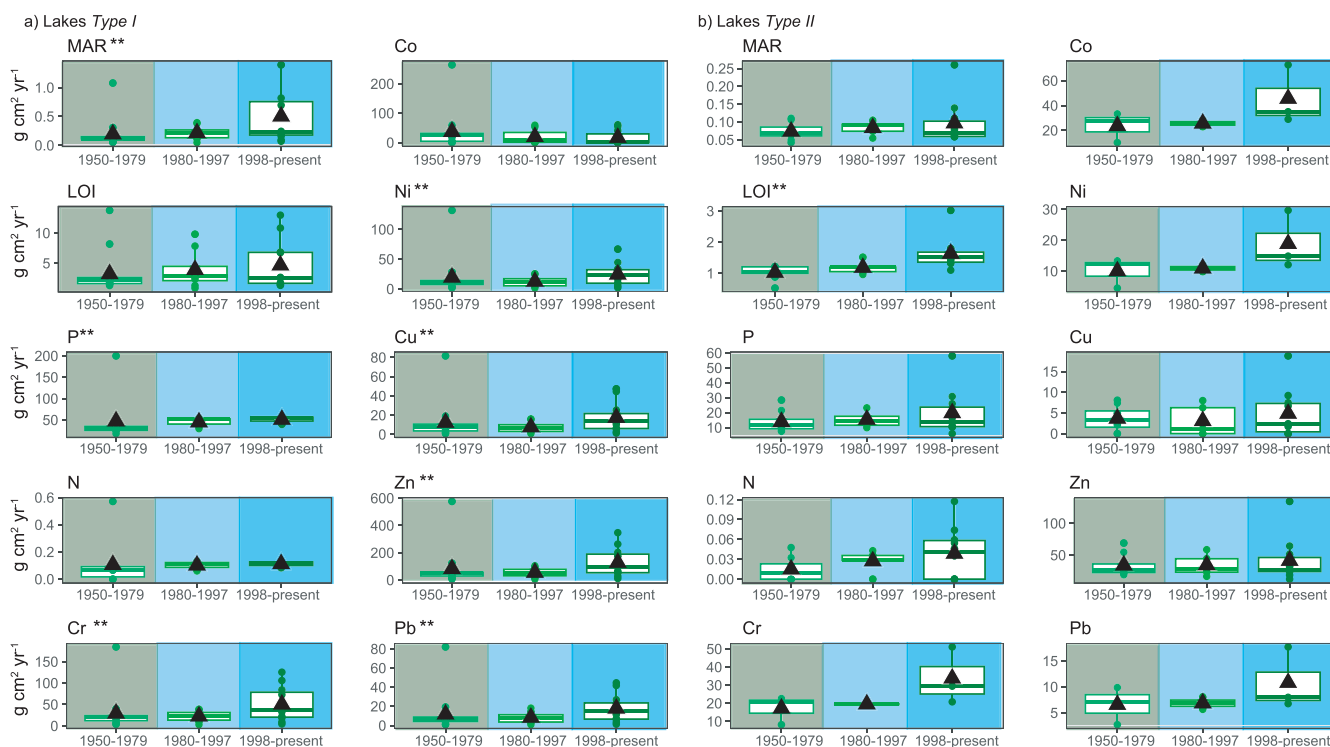 a) Lakes Type I
b) Lakes Type II
MAR **
Co
MAR
Co
g cm² yr⁻¹
1.0
0.5
0.0
200
100
0
0.25
0.20
0.15
0.10
0.05
60
40
20
1950-1979 1980-1997 1998-present
1950-1979 1980-1997 1998-present
1950-1979 1980-1997 1998-present
1950-1979 1980-1997 1998-present
LOI
Ni **
LOI **
Ni
g cm² yr⁻¹
10
5
100
50
0
3
2
1
30
20
10
1950-1979 1980-1997 1998-present
1950-1979 1980-1997 1998-present
1950-1979 1980-1997 1998-present
1950-1979 1980-1997 1998-present
P**
Cu **
P
Cu
g cm² yr⁻¹
200
150
100
50
80
60
40
20
0
60
50
40
30
20
10
15
10
5
0
1950-1979 1980-1997 1998-present
1950-1979 1980-1997 1998-present
1950-1979 1980-1997 1998-present
1950-1979 1980-1997 1998-present
N
Zn **
N
Zn
g cm² yr⁻¹
0.6
0.4
0.2
0.0
600
400
200
0
0.12
0.09
0.06
0.03
0.00
100
50
1950-1979 1980-1997 1998-present
1950-1979 1980-1997 1998-present
1950-1979 1980-1997 1998-present
1950-1979 1980-1997 1998-present
Cr **
Pb **
Cr
Pb
g cm² yr⁻¹
150
100
50
0
80
60
40
20
0
50
40
30
20
10
15
10
5
1950-1979 1980-1997 1998-present
1950-1979 1980-1997 1998-present
1950-1979 1980-1997 1998-present
1950-1979 1980-1997 1998-present